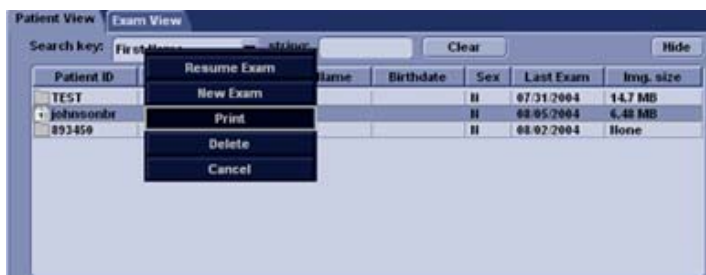 Patient View Exam View
Search key: First Name string: Clear Hide
Patient ID Name Birthdate Sex Last Exam Img. size
Resume Exam
New Exam
Print
Delete
Cancel
TEST N 07/31/2004 14.7 MB
johnsonbr N 08/05/2004 6.48 MB
893450 N 08/02/2004 None